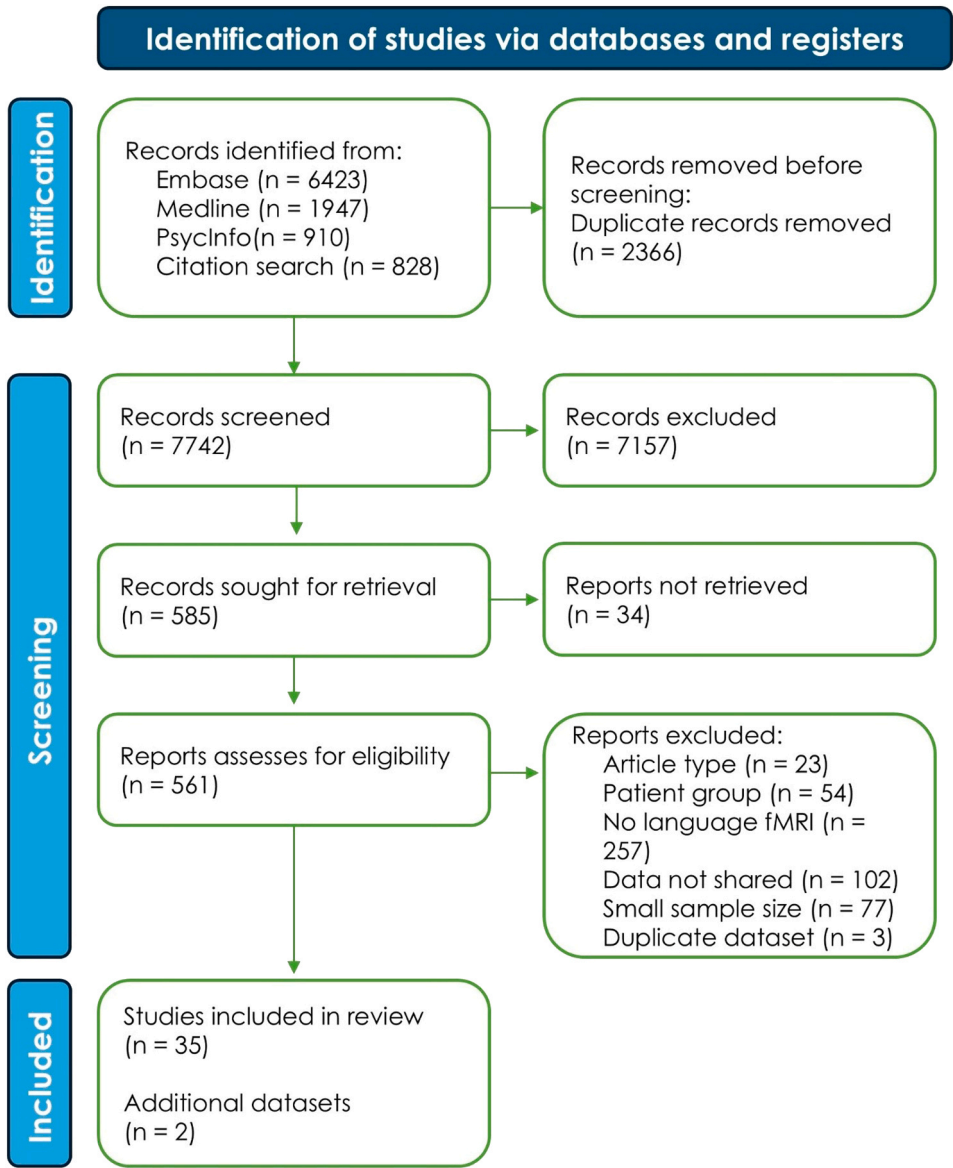 Identification of studies via databases and registers
Identification
Records identified from:
Embase (n = 6423)
Medline (n = 1947)
PsycInfo(n = 910)
Citation search (n = 828)
Records removed before
screening:
Duplicate records removed
(n = 2366)
Screening
Records screened
(n = 7742)
Records excluded
(n = 7157)
Records sought for retrieval
(n = 585)
Reports not retrieved
(n = 34)
Reports assesses for eligibility
(n = 561)
Reports excluded:
Article type (n = 23)
Patient group (n = 54)
No language fMRI (n =
257)
Data not shared (n = 102)
Small sample size (n = 77)
Duplicate dataset (n = 3)
Included
Studies included in review
(n = 35)
Additional datasets
(n = 2)